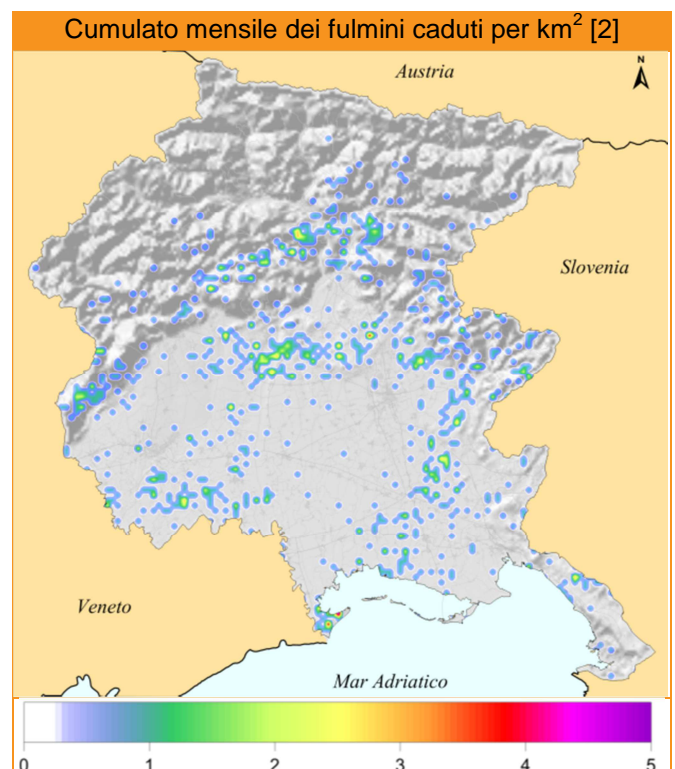 Cumulato mensile dei fulmini caduti per km² [2]
Austria
N
Slovenia
Veneto
Mar Adriatico
0 1 2 3 4 5